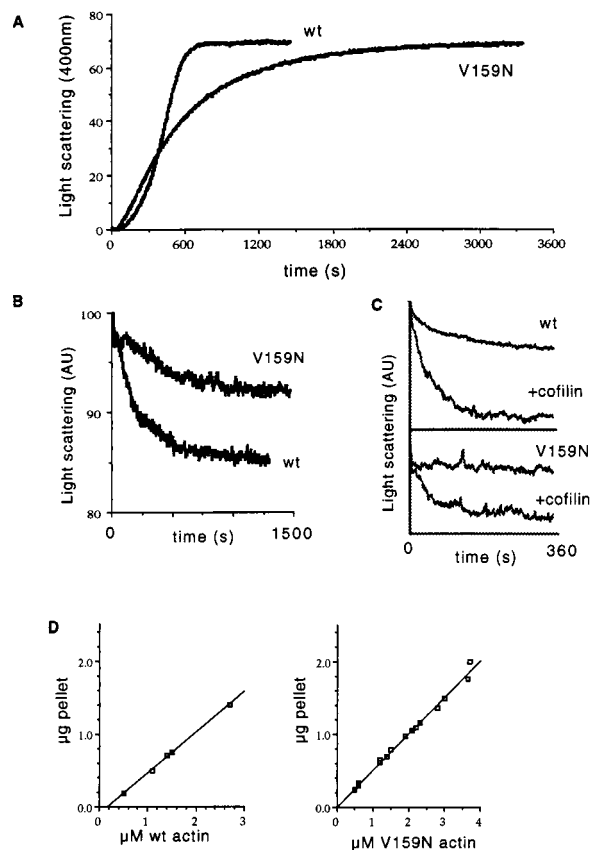 A
Light scattering (400nm)
80
60
40
20
0
wt
V159N
0 600 1200 1800 2400 3000 3600
time (s)
B
Light scattering (AU)
100
90
80
V159N
wt
0 time (s) 1500
C
Light scattering (AU)
wt
+cofilin
V159N
+cofilin
0 time (s) 360
D
µg pellet
2.0
1.0
0.0
0 1 2 3
µM wt actin
µg pellet
2.0
1.0
0.0
0 1 2 3 4
µM V159N actin